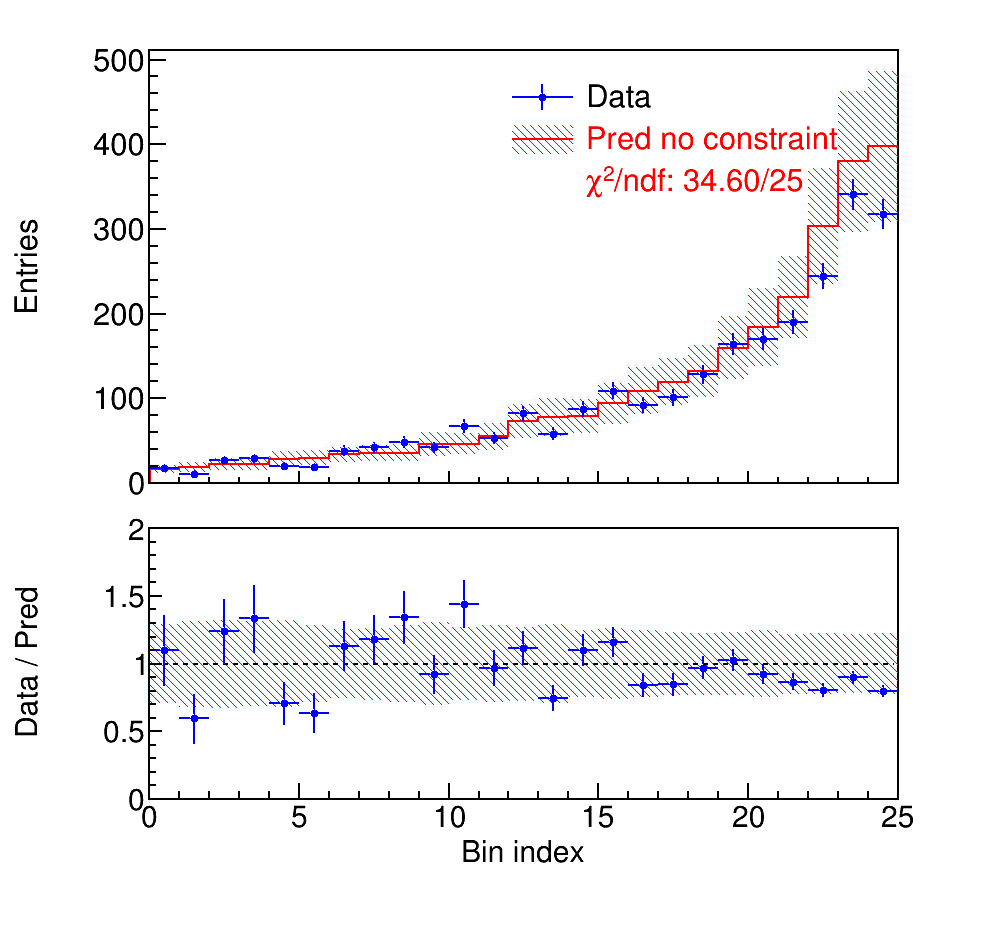 500
400
300
200
100
0
Entries
Data
Pred no constraint
χ²/ndf: 34.60/25
2
1.5
1
0.5
0
Data / Pred
0 5 10 15 20 25
Bin index